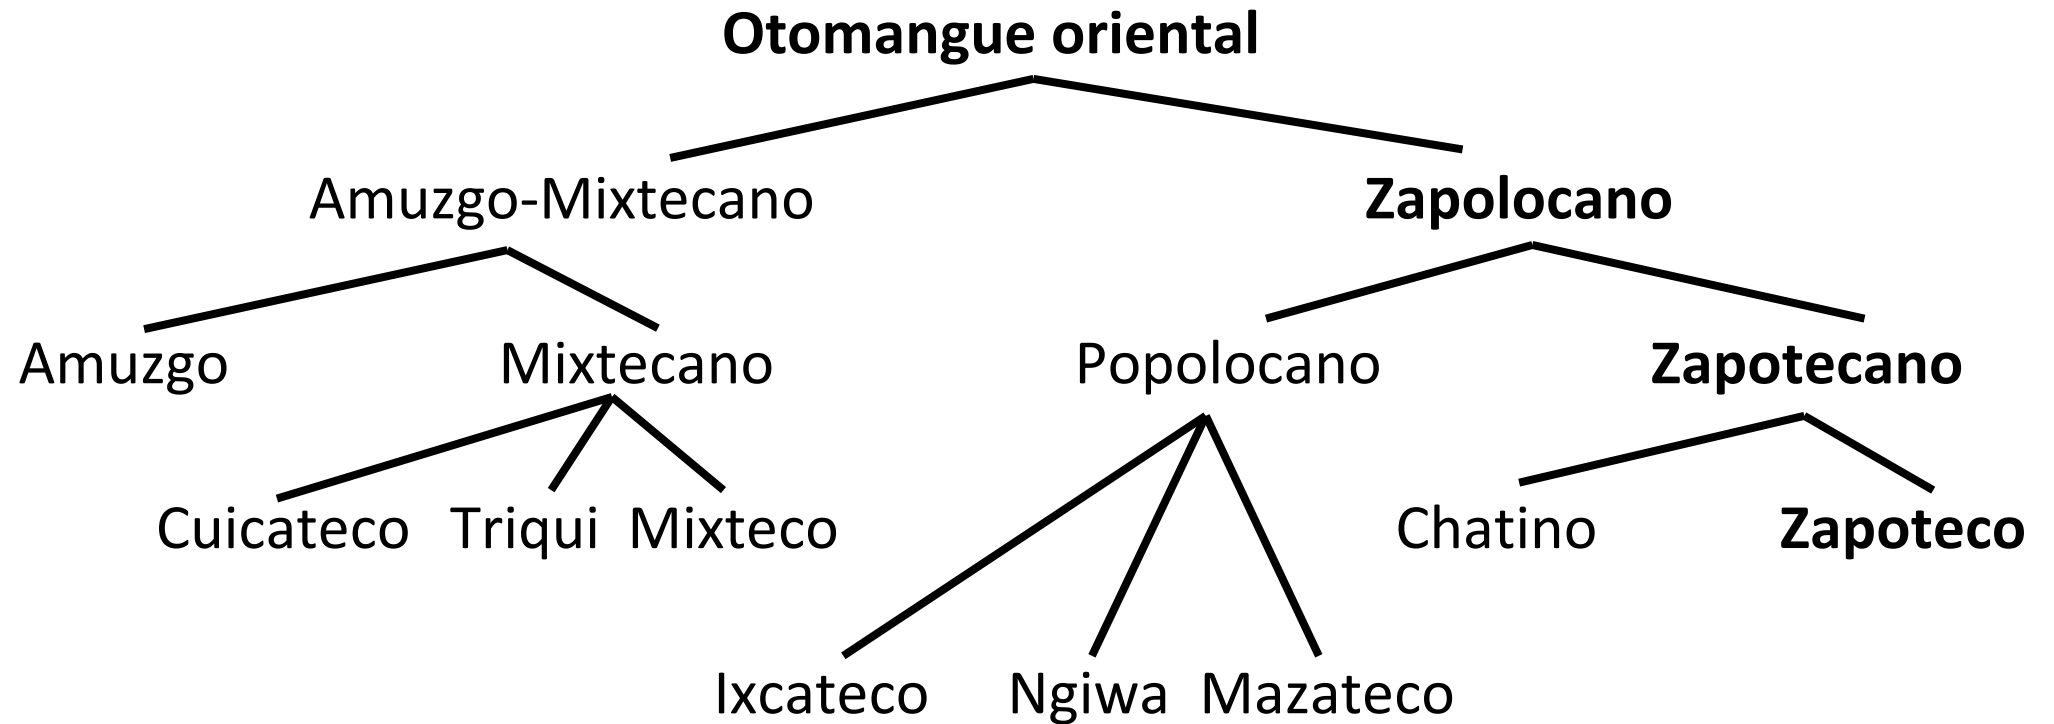 Otomangue oriental
Amuzgo-Mixtecano Zapolocano
Amuzgo Mixtecano Popolocano Zapotecano
Cuicateco Triqui Mixteco Chatino Zapoteco
Ixcateco Ngiwa Mazateco